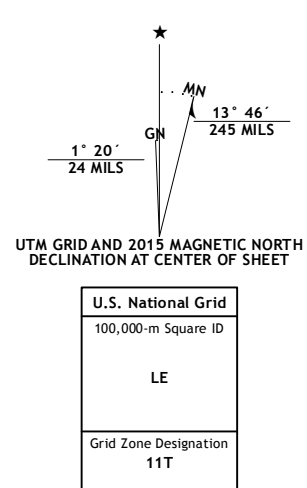 ★
MN
GN
13° 46´
245 MILS
1° 20´
24 MILS
UTM GRID AND 2015 MAGNETIC NORTH
DECLINATION AT CENTER OF SHEET
U.S. National Grid
100,000-m Square ID
LE
Grid Zone Designation
11T